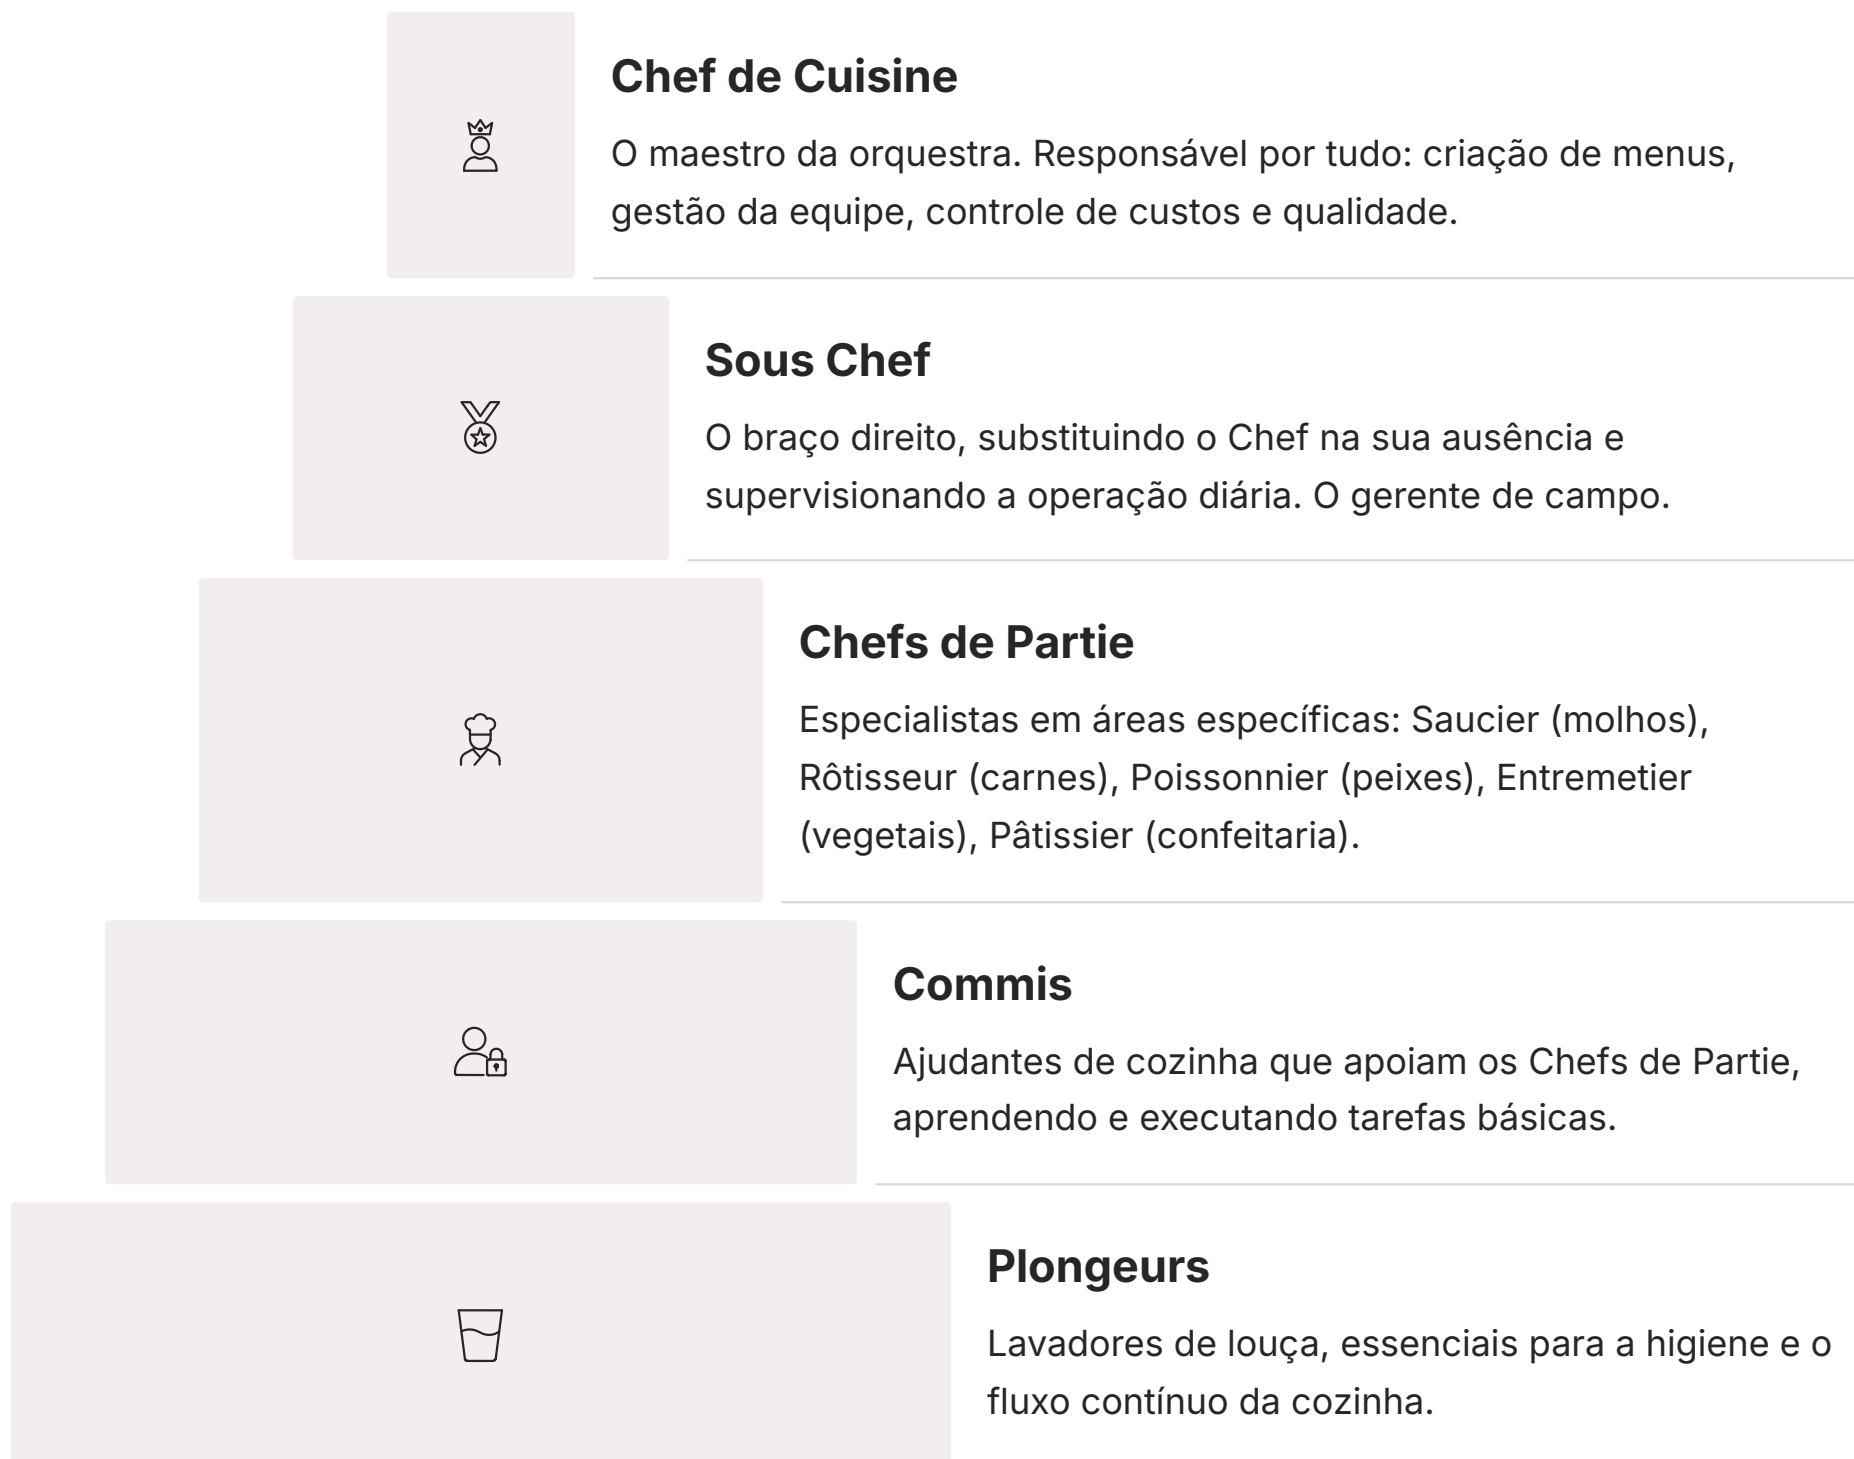 Chef de Cuisine
O maestro da orquestra. Responsável por tudo: criação de menus,
gestão da equipe, controle de custos e qualidade.
Sous Chef
O braço direito, substituindo o Chef na sua ausência e
supervisionando a operação diária. O gerente de campo.
Chefs de Partie
Especialistas em áreas específicas: Saucier (molhos),
Rôtisseur (carnes), Poissonnier (peixes), Entremetier
(vegetais), Pâtissier (confeitaria).
Commis
Ajudantes de cozinha que apoiam os Chefs de Partie,
aprendendo e executando tarefas básicas.
Plongeurs
Lavadores de louça, essenciais para a higiene e o
fluxo contínuo da cozinha.